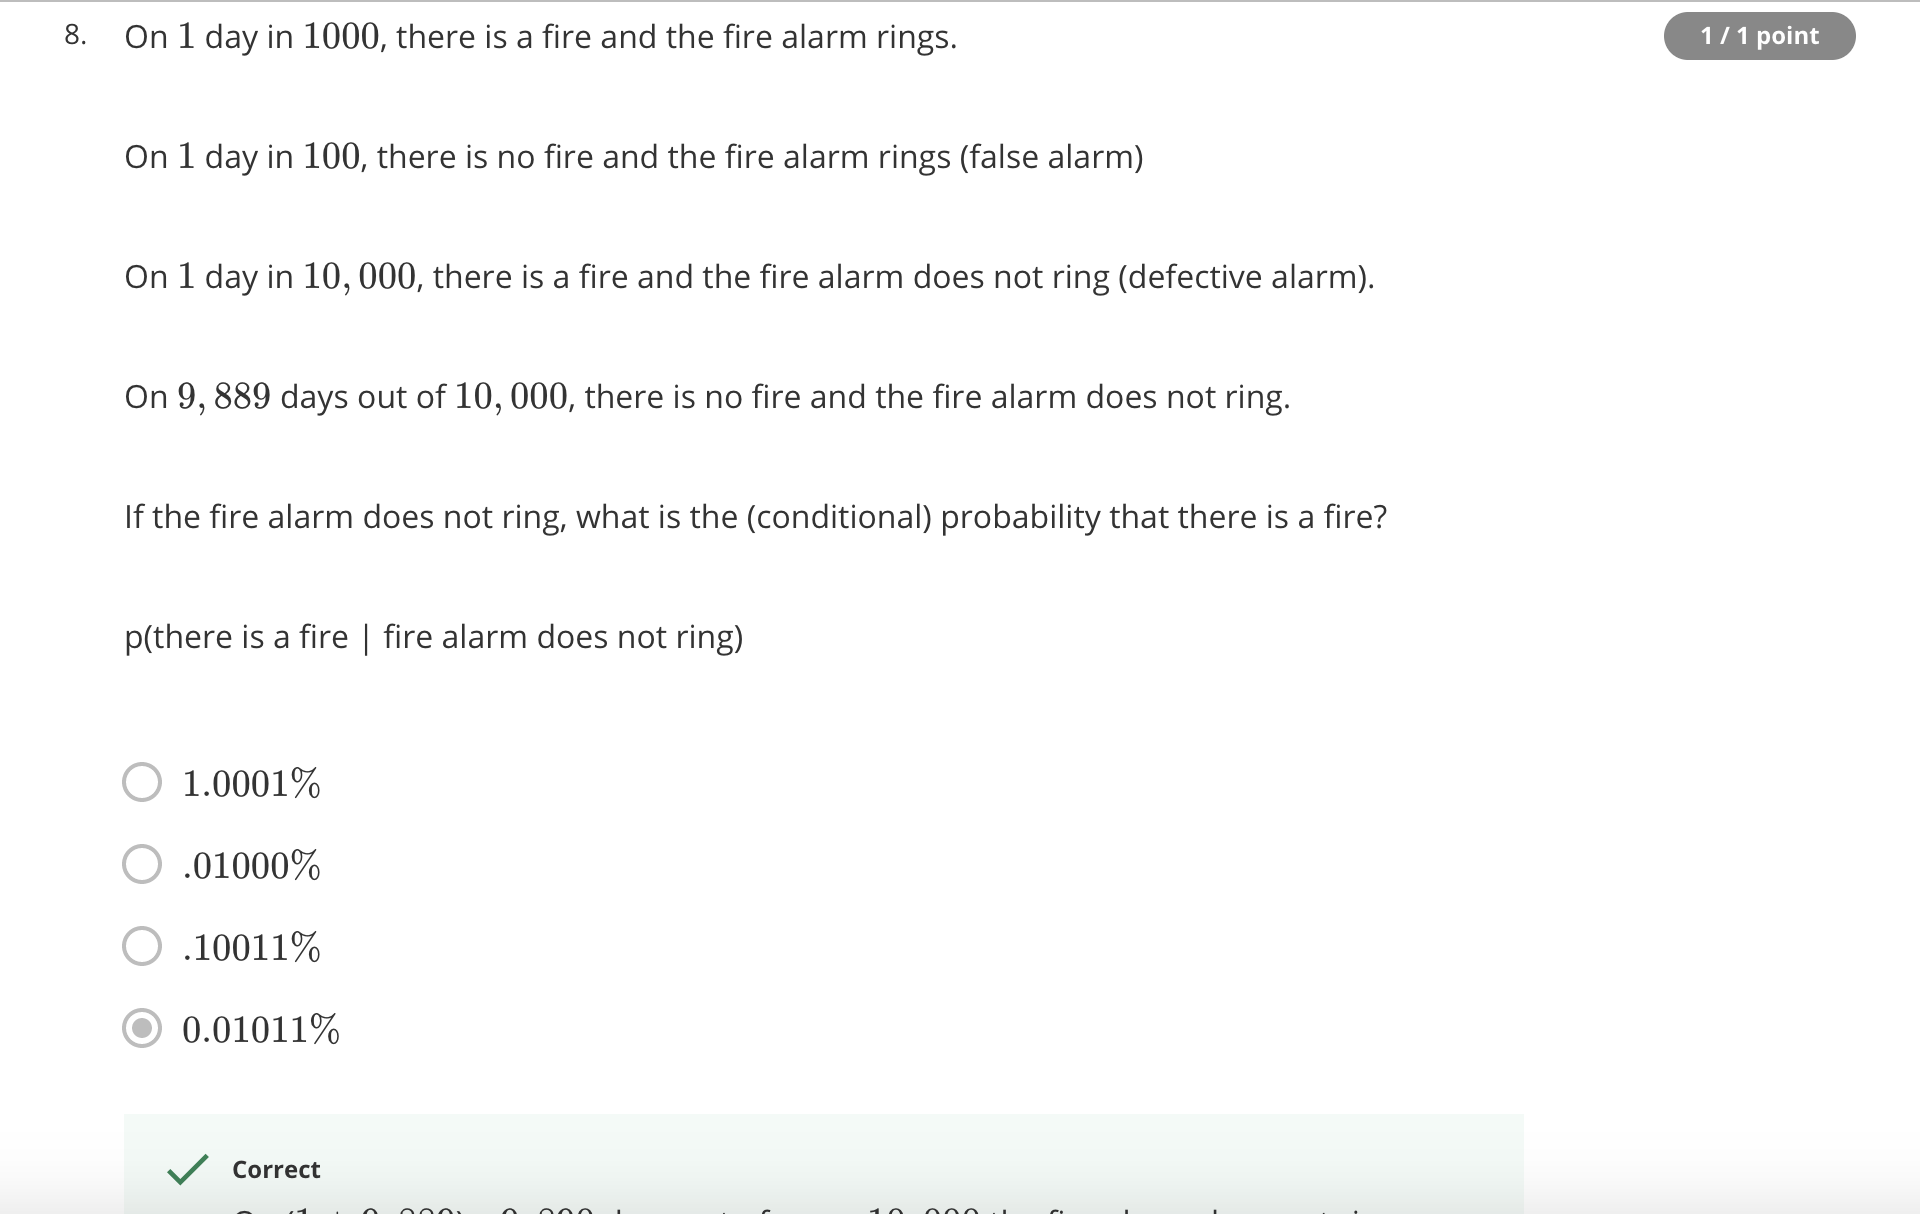 8. On 1 day in 1000, there is a fire and the fire alarm rings.
1 / 1 point
On 1 day in 100, there is no fire and the fire alarm rings (false alarm)
On 1 day in 10, 000, there is a fire and the fire alarm does not ring (defective alarm).
On 9, 889 days out of 10, 000, there is no fire and the fire alarm does not ring.
If the fire alarm does not ring, what is the (conditional) probability that there is a fire?
p(there is a fire | fire alarm does not ring)
1.0001%
.01000%
.10011%
0.01011%
Correct